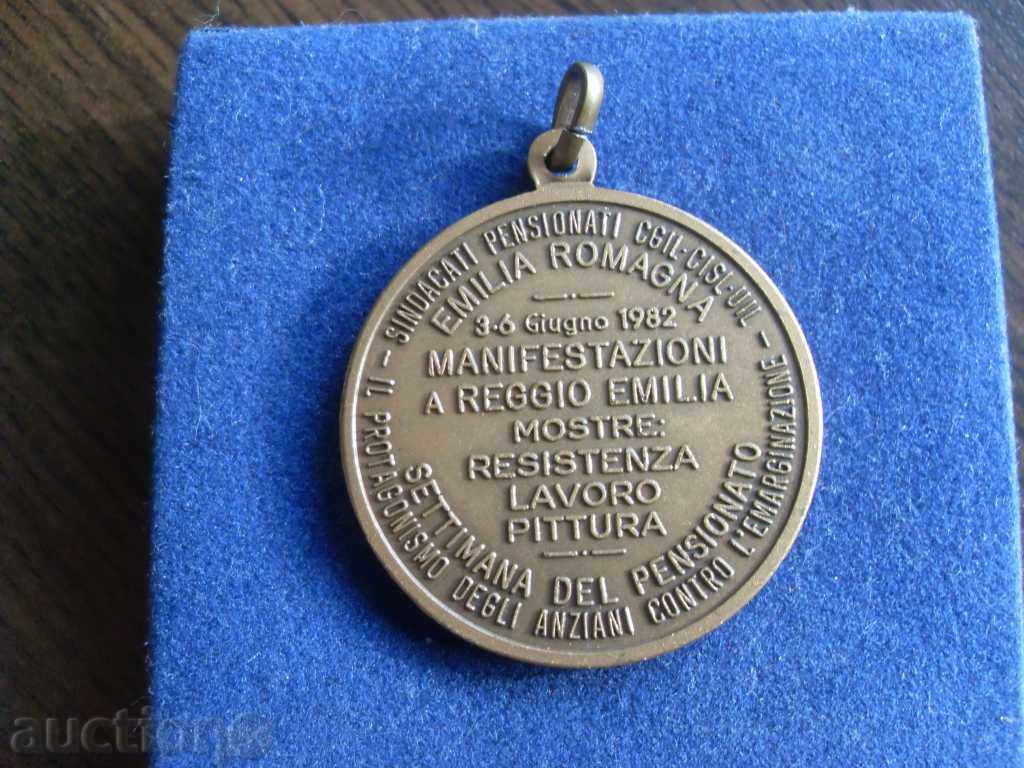 SINDACATI PENSIONATI CGIL-CISL-UIL
EMILIA ROMAGNA
3-6 Giugno 1982
MANIFESTAZIONI
A REGGIO EMILIA
MOSTRE:
RESISTENZA
LAVORO
PITTURA
SETTIMANA DEL PENSIONATO
- IL PROTAGONISMO DEGLI ANZIANI CONTRO L'EMARGINAZIONE -
auction